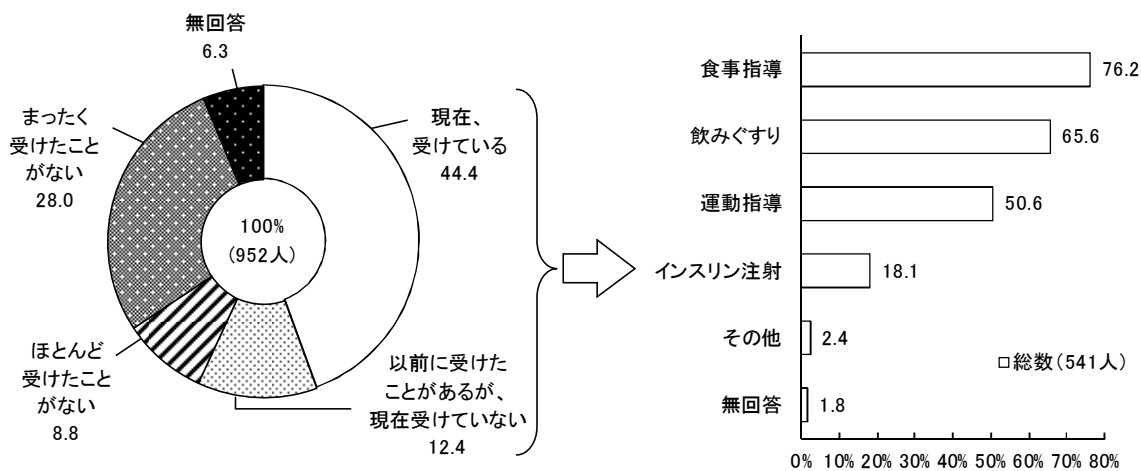 無回答
6.3
まったく
受けたこと
がない
28.0
現在、
受けている
44.4
100%
(952人)
ほとんど
受けたこと
がない
8.8
以前に受けた
ことがあるが、
現在受けていない
12.4
食事指導
76.2
飲みぐすり
65.6
運動指導
50.6
インスリン注射
18.1
その他
2.4
無回答
1.8
□総数(541人)
0% 10% 20% 30% 40% 50% 60% 70% 80%